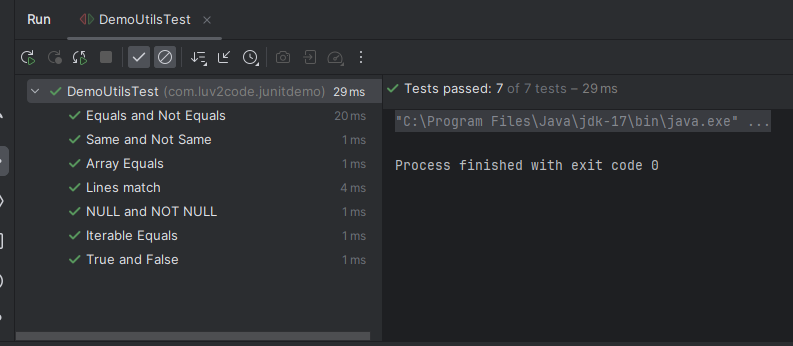 Run DemoUtilsTest
DemoUtilsTest (com.luv2code.junitdemo) 29 ms
Equals and Not Equals 20 ms
Same and Not Same 1 ms
Array Equals 1 ms
Lines match 4 ms
NULL and NOT NULL 1 ms
Iterable Equals 1 ms
True and False 1 ms
Tests passed: 7 of 7 tests – 29 ms
"C:\Program Files\Java\jdk-17\bin\java.exe" ...
Process finished with exit code 0